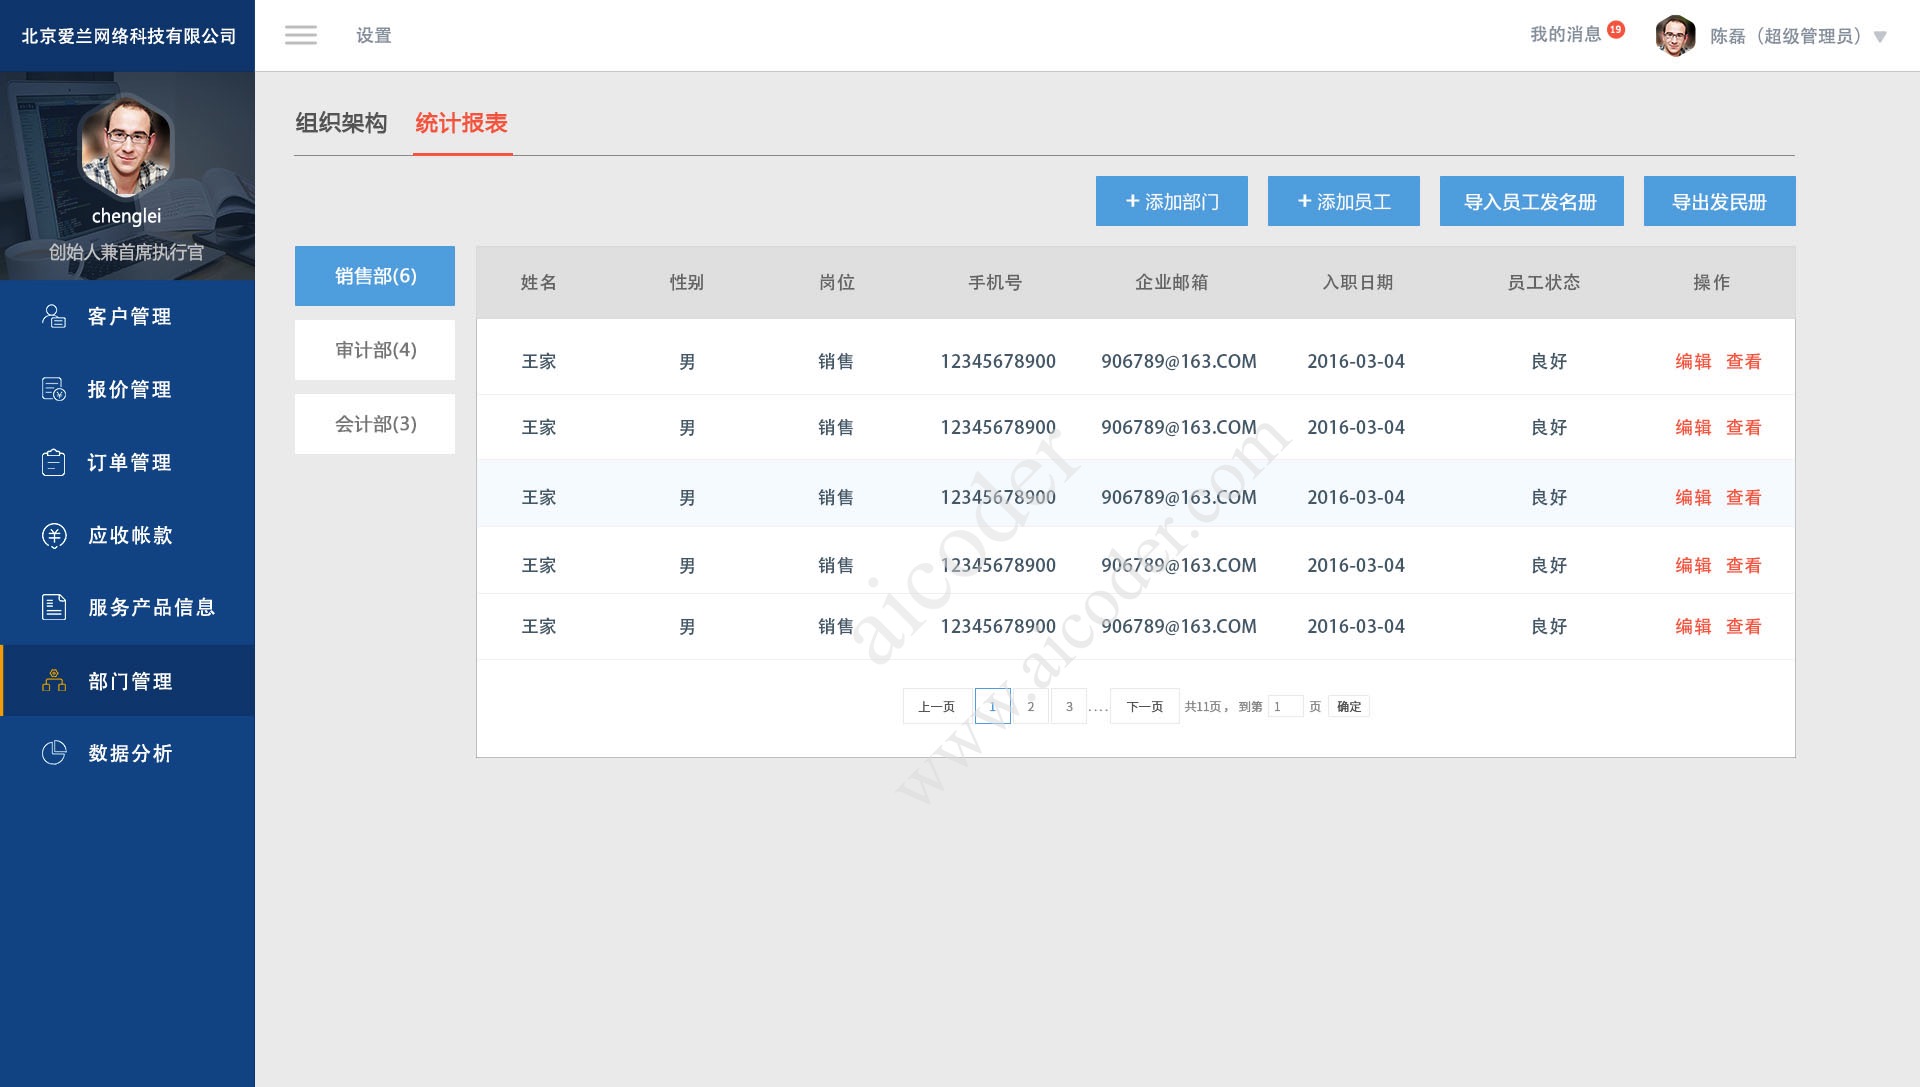 北京爱兰网络科技有限公司
设置
我的消息 19
陈磊（超级管理员）
chenglei
创始人兼首席执行官
客户管理
报价管理
订单管理
应收帐款
服务产品信息
部门管理
数据分析
组织架构 统计报表
+ 添加部门 + 添加员工 导入员工发名册 导出发民册
销售部(6)
审计部(4)
会计部(3)
姓名 性别 岗位 手机号 企业邮箱 入职日期 员工状态 操作
王家 男 销售 12345678900 906789@163.COM 2016-03-04 良好 编辑 查看
王家 男 销售 12345678900 906789@163.COM 2016-03-04 良好 编辑 查看
王家 男 销售 12345678900 906789@163.COM 2016-03-04 良好 编辑 查看
王家 男 销售 12345678900 906789@163.COM 2016-03-04 良好 编辑 查看
王家 男 销售 12345678900 906789@163.COM 2016-03-04 良好 编辑 查看
上一页 1 2 3 .... 下一页 共11页， 到第 1 页 确定
aicoder
www.aicoder.com